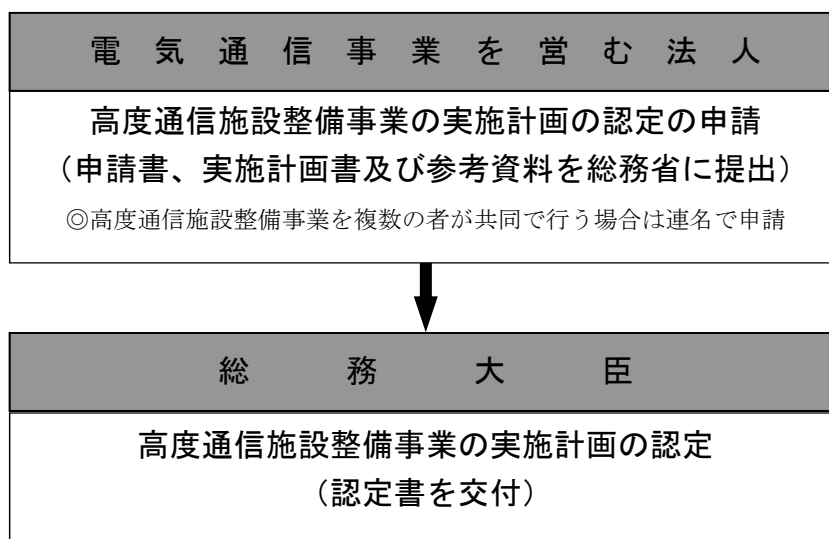 電気通信事業を営む法人
高度通信施設整備事業の実施計画の認定の申請
（申請書、実施計画書及び参考資料を総務省に提出）
◎高度通信施設整備事業を複数の者が共同で行う場合は連名で申請
総務大臣
高度通信施設整備事業の実施計画の認定
（認定書を交付）